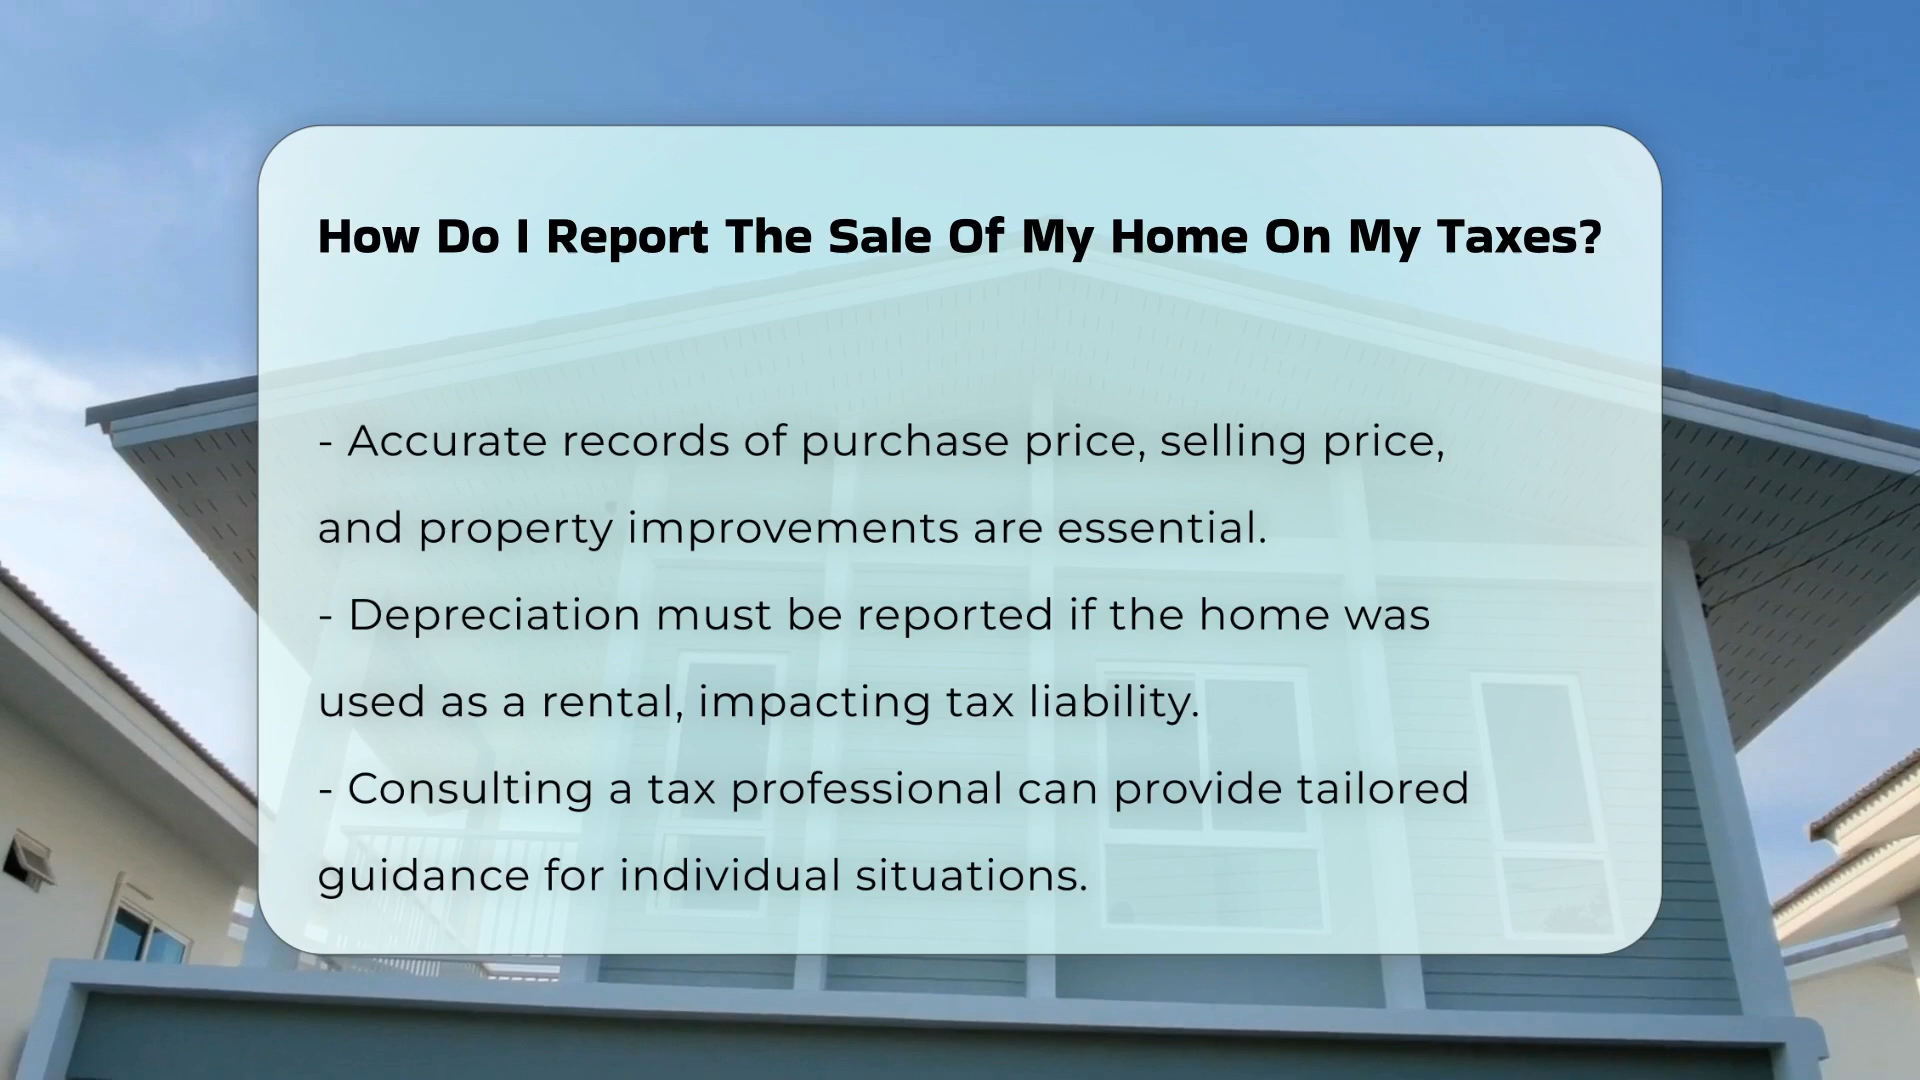 How Do I Report The Sale Of My Home On My Taxes?
- Accurate records of purchase price, selling price,
and property improvements are essential.
- Depreciation must be reported if the home was
used as a rental, impacting tax liability.
- Consulting a tax professional can provide tailored
guidance for individual situations.